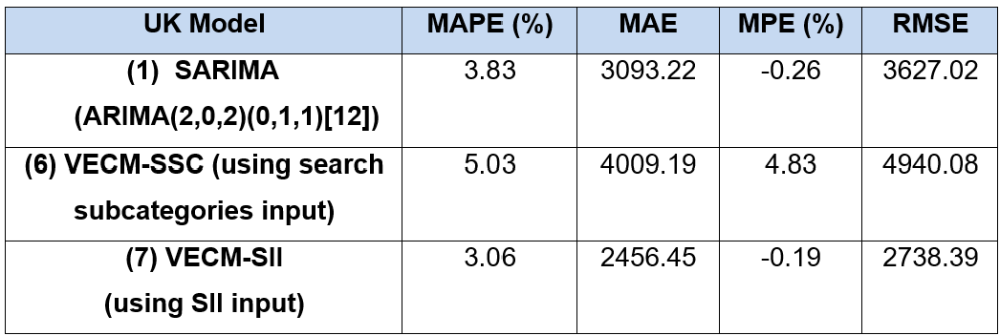 UK Model MAPE (%) MAE MPE (%) RMSE
(1) SARIMA 3.83 3093.22 -0.26 3627.02
(ARIMA(2,0,2)(0,1,1)[12])
(6) VECM-SSC (using search 5.03 4009.19 4.83 4940.08
subcategories input)
(7) VECM-SII 3.06 2456.45 -0.19 2738.39
(using SII input)